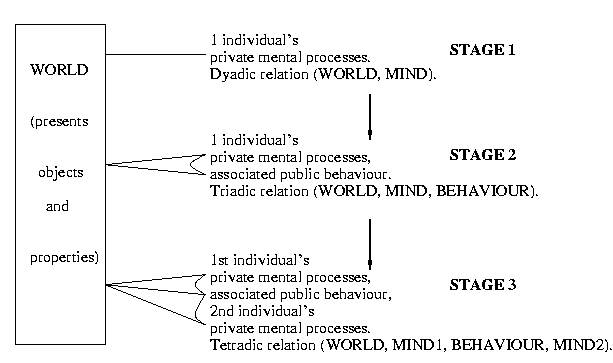 WORLD
(presents
objects
and
properties)
1 individual's
private mental processes.
Dyadic relation (WORLD, MIND).
STAGE 1
1 individual's
private mental processes,
associated public behaviour.
Triadic relation (WORLD, MIND, BEHAVIOUR).
STAGE 2
1st individual's
private mental processes,
associated public behaviour,
2nd individual's
private mental processes.
Tetradic relation (WORLD, MIND1, BEHAVIOUR, MIND2).
STAGE 3